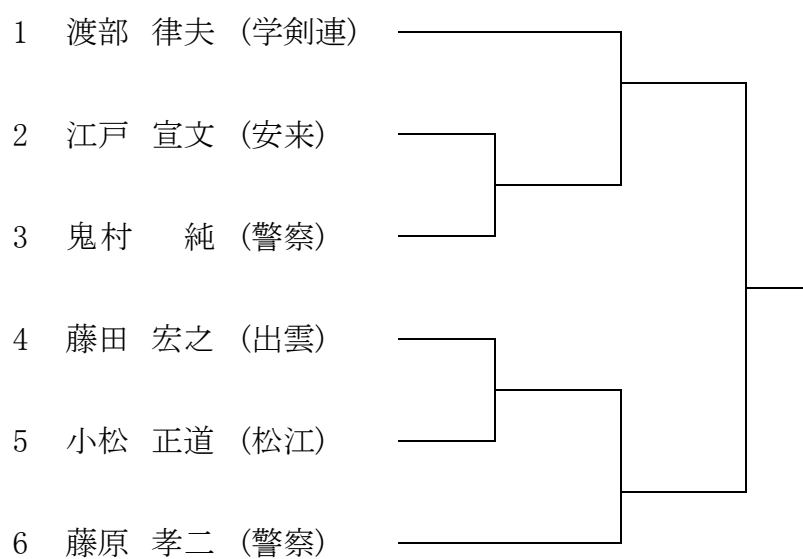 1 渡部 律夫 (学剣連)
2 江戸 宣文 (安来)
3 鬼村 純 (警察)
4 藤田 宏之 (出雲)
5 小松 正道 (松江)
6 藤原 孝二 (警察)